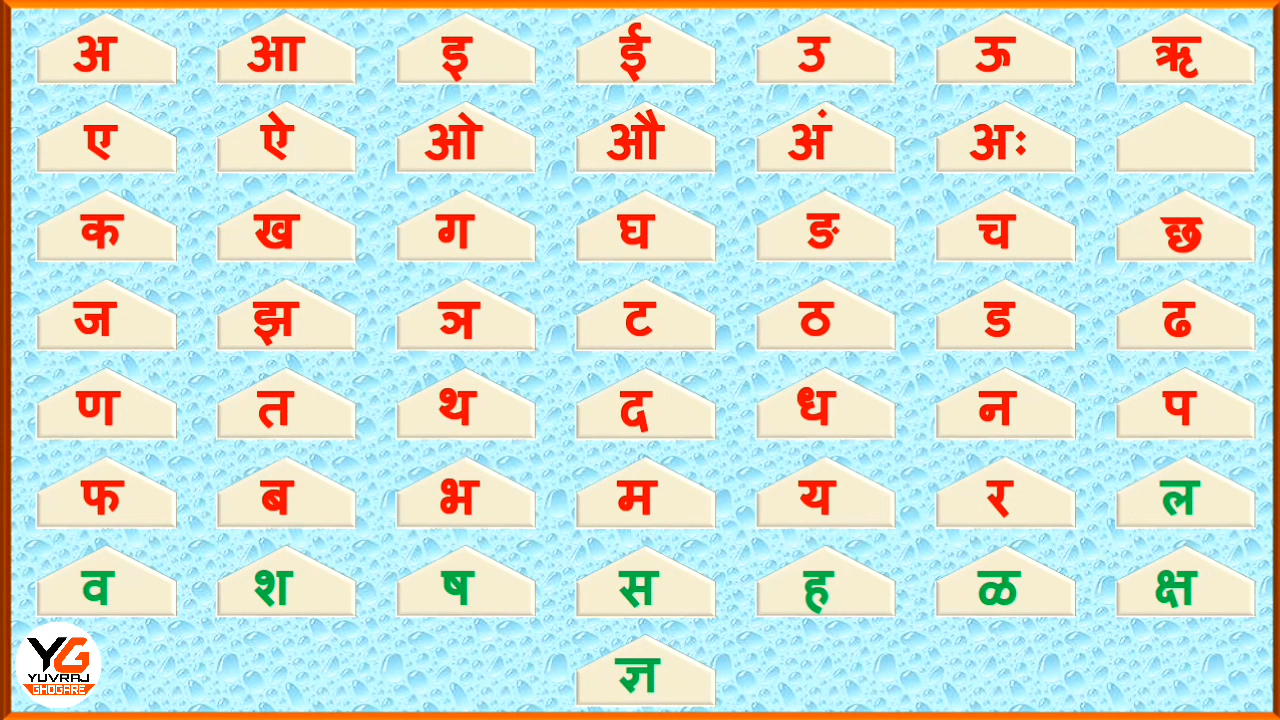 अ आ इ ई उ ऊ ऋ
ए ऐ ओ औ अं अः
क ख ग घ ङ च छ
ज झ ञ ट ठ ड ढ
ण त थ द ध न प
फ ब भ म य र ल
व श ष स ह ळ क्ष
ज्ञ
YG
YUVRAJ
GHOGARE